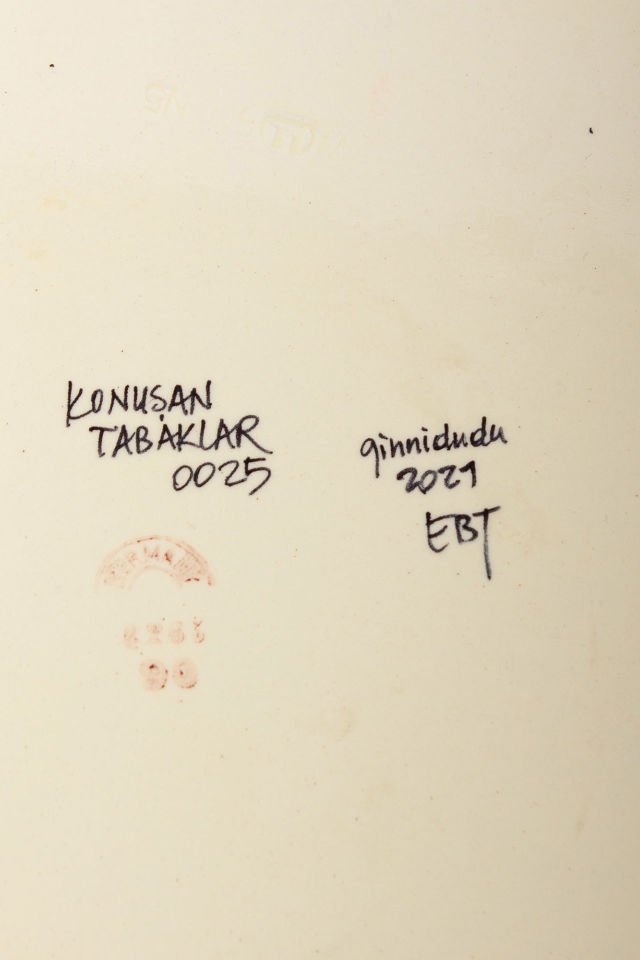 KONUŞAN
TABAKLAR
0025
ginnidudu
2021
EBT